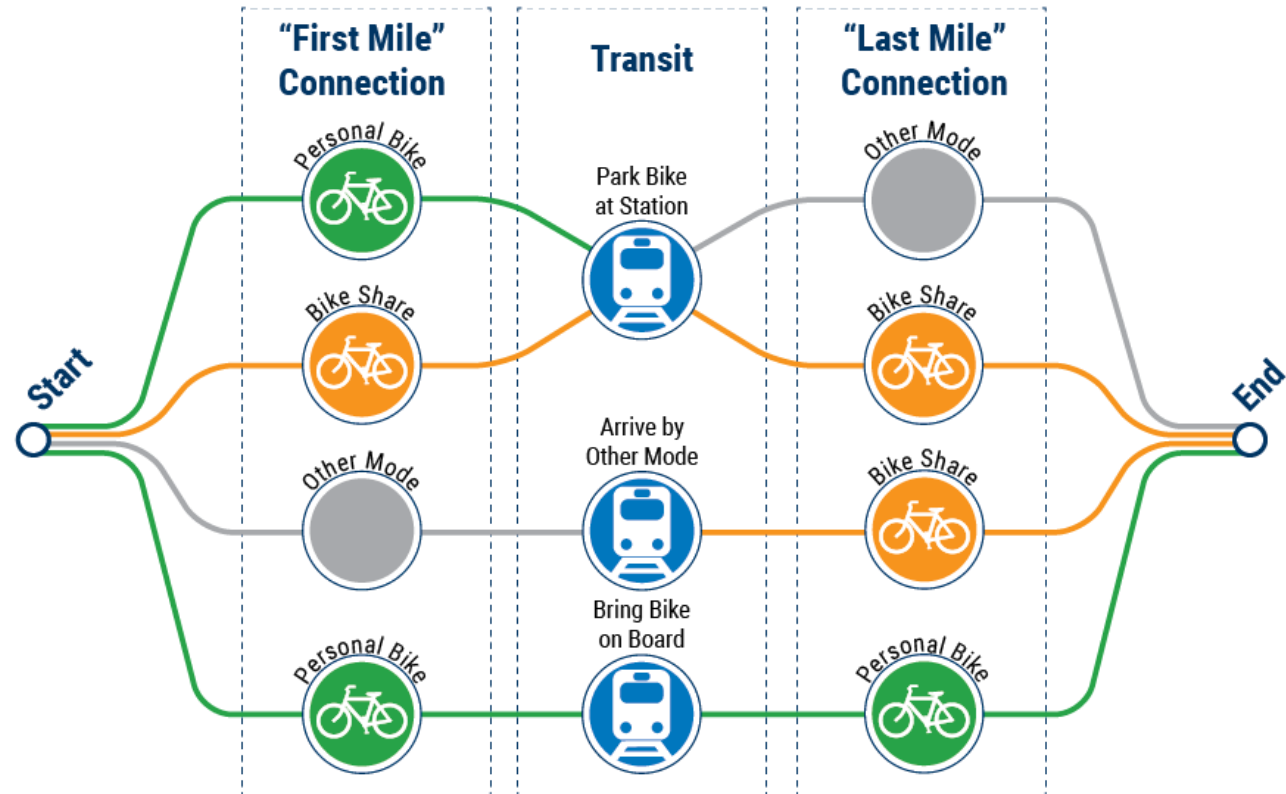 “First Mile”
Connection
Transit
“Last Mile”
Connection
Personal Bike
Park Bike
at Station
Other Mode
Bike Share
Bike Share
Start
End
Other Mode
Arrive by
Other Mode
Bike Share
Personal Bike
Bring Bike
on Board
Personal Bike